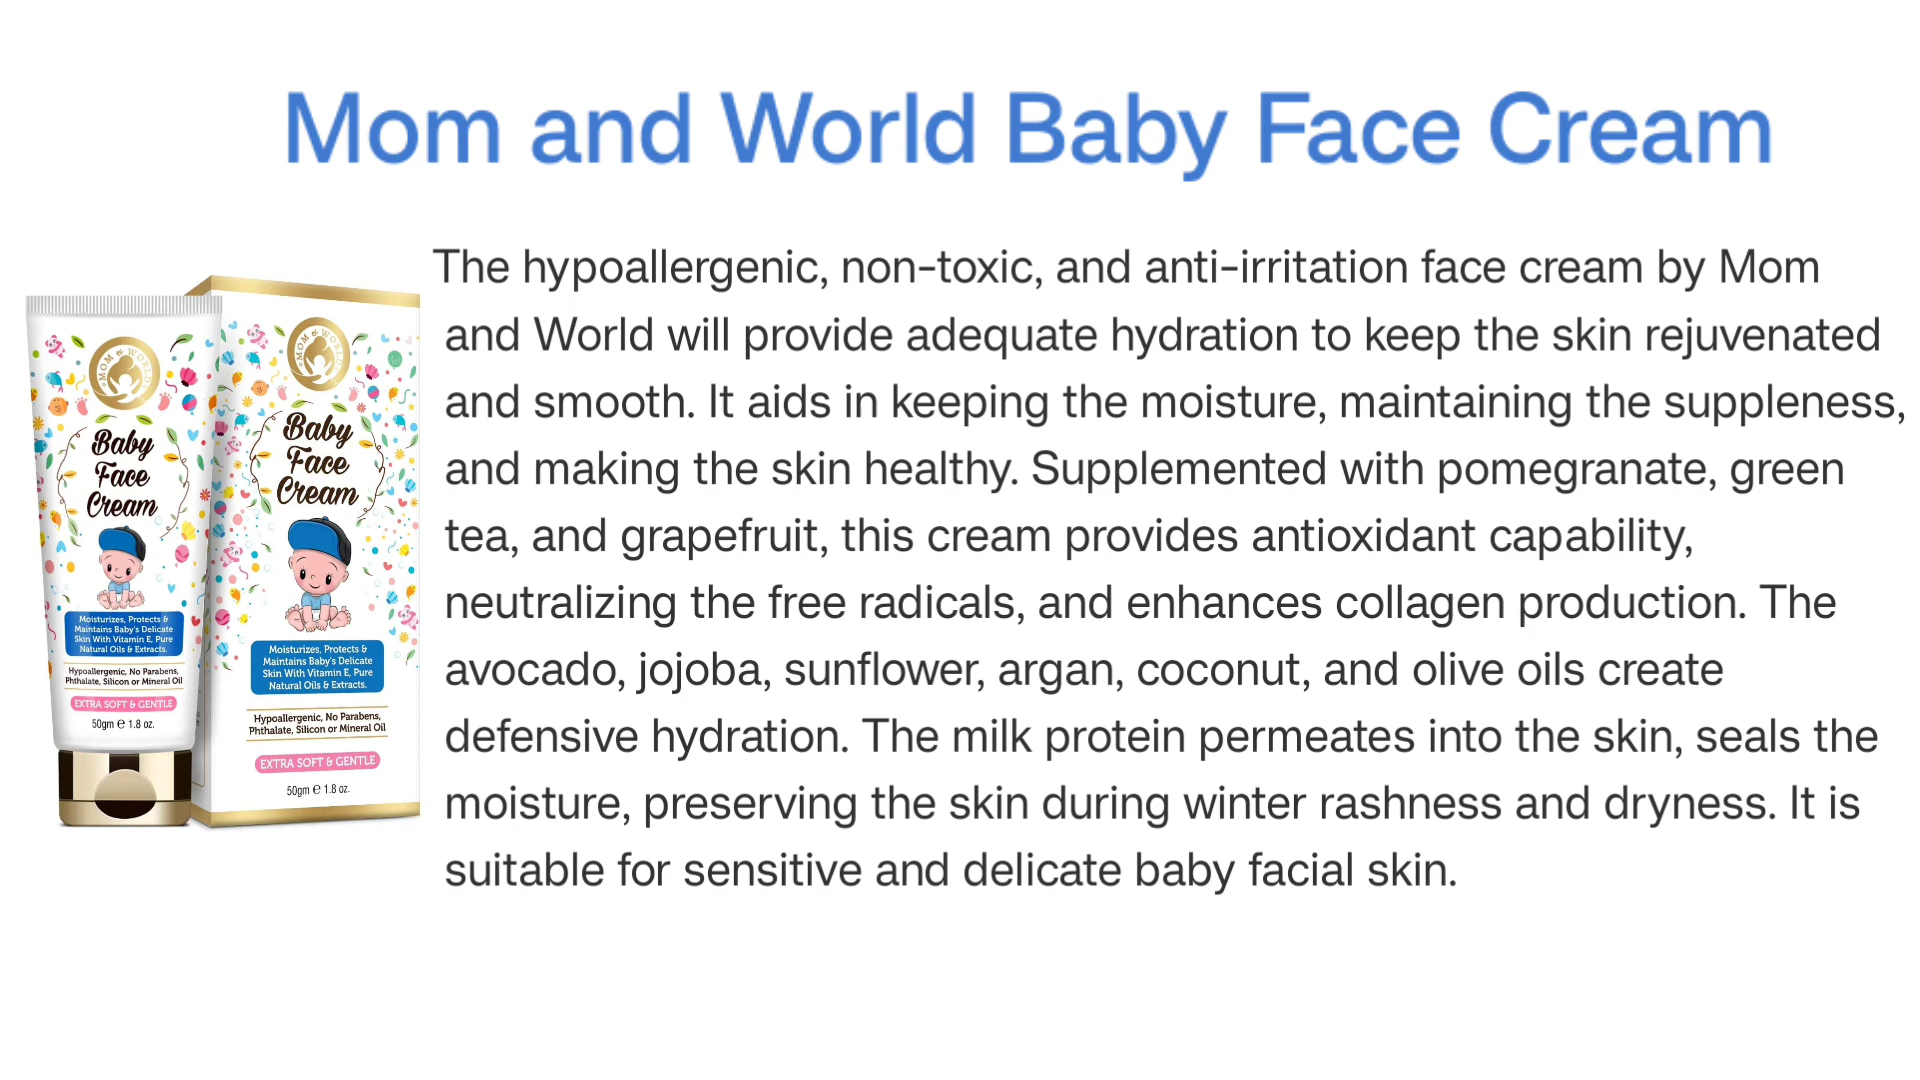 Mom and World Baby Face Cream
The hypoallergenic, non-toxic, and anti-irritation face cream by Mom
and World will provide adequate hydration to keep the skin rejuvenated
and smooth. It aids in keeping the moisture, maintaining the suppleness,
and making the skin healthy. Supplemented with pomegranate, green
tea, and grapefruit, this cream provides antioxidant capability,
neutralizing the free radicals, and enhances collagen production. The
avocado, jojoba, sunflower, argan, coconut, and olive oils create
defensive hydration. The milk protein permeates into the skin, seals the
moisture, preserving the skin during winter rashness and dryness. It is
suitable for sensitive and delicate baby facial skin.
MOM & WORLD
Baby
Face
Cream
Moisturizes, Protects &
Maintains Baby's Delicate
Skin With Vitamin E, Pure
Natural Oils & Extracts.
Hypoallergenic, No Parabens,
Phthalate, Silicon or Mineral Oil
EXTRA SOFT & GENTLE
50gm e 1.8 oz.
MOM & WORLD
Baby
Face
Cream
Moisturizes, Protects &
Maintains Baby's Delicate
Skin With Vitamin E, Pure
Natural Oils & Extracts.
Hypoallergenic, No Parabens,
Phthalate, Silicon or Mineral Oil
EXTRA SOFT & GENTLE
50gm e 1.8 oz.